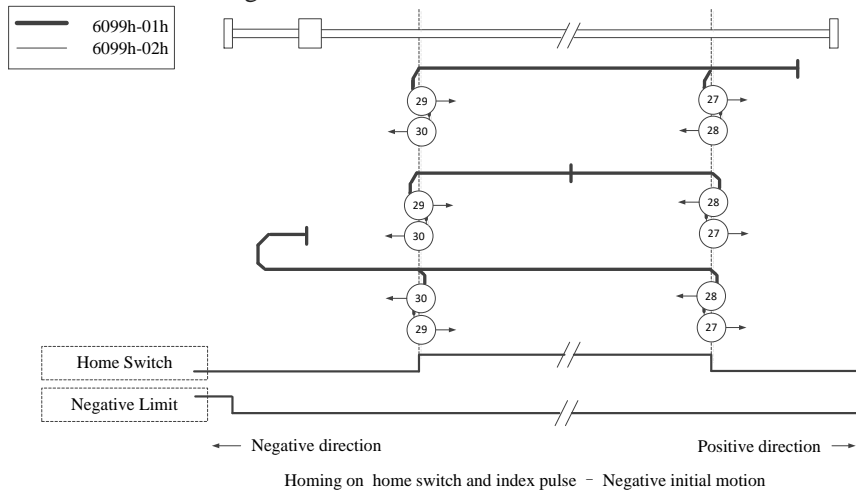 6099h-01h
6099h-02h
29 27
30 28
29 28
30 27
30 28
29 27
Home Switch
Negative Limit
Negative direction Positive direction
Homing on home switch and index pulse - Negative initial motion